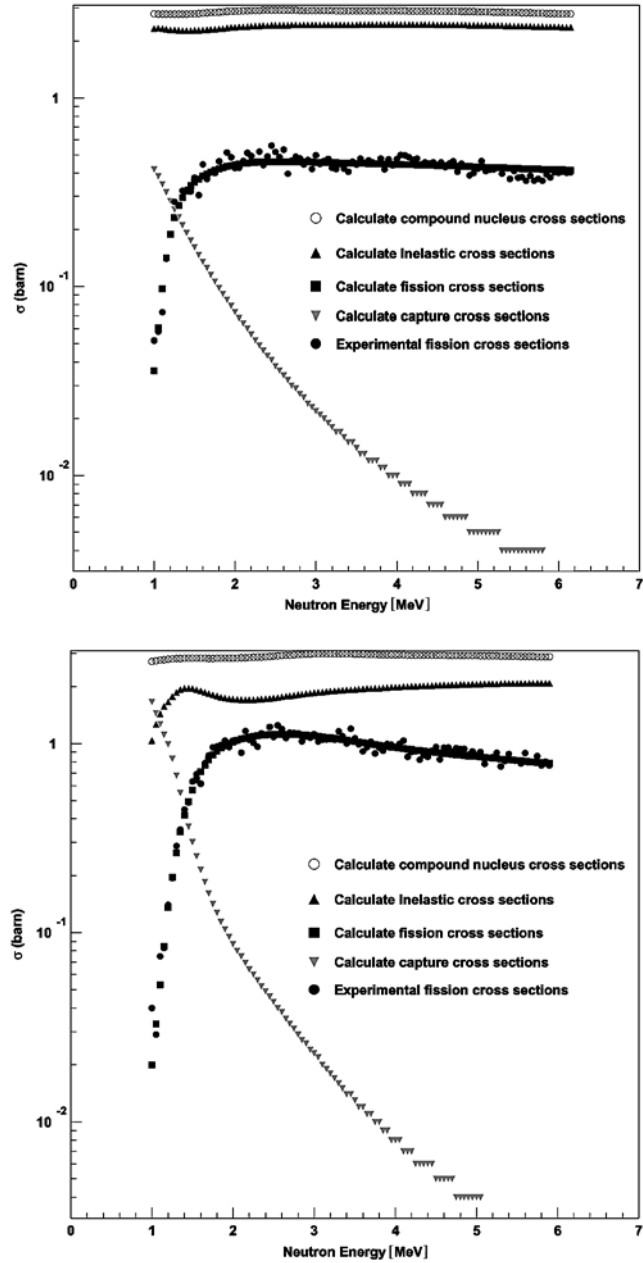 1
10 -1
10 -2
σ (barn)
Calculate compound nucleus cross sections
Calculate Inelastic cross sections
Calculate fission cross sections
Calculate capture cross sections
Experimental fission cross sections
0 1 2 3 4 5 6 7
Neutron Energy [MeV]
1
10 -1
10 -2
σ (barn)
Calculate compound nucleus cross sections
Calculate Inelastic cross sections
Calculate fission cross sections
Calculate capture cross sections
Experimental fission cross sections
0 1 2 3 4 5 6 7
Neutron Energy [MeV]